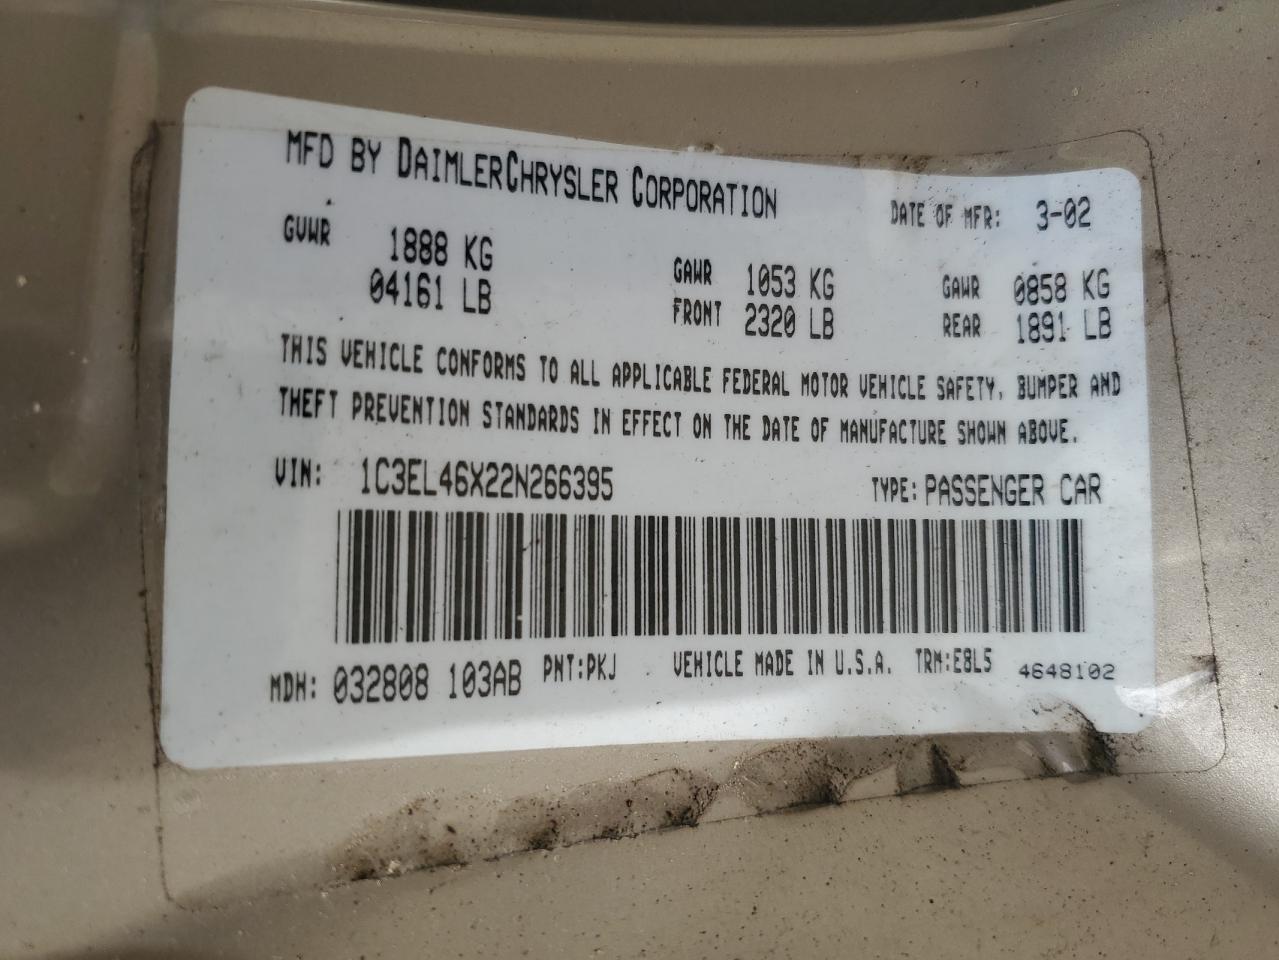 MFD BY DAIMLERCHRYSLER CORPORATION DATE OF MFR: 3-02
GVWR 1888 KG GAWR 1053 KG GAWR 0858 KG
04161 LB FRONT 2320 LB REAR 1891 LB
THIS VEHICLE CONFORMS TO ALL APPLICABLE FEDERAL MOTOR VEHICLE SAFETY, BUMPER AND
THEFT PREVENTION STANDARDS IN EFFECT ON THE DATE OF MANUFACTURE SHOWN ABOVE.
VIN: 1C3EL46X22N266395 TYPE: PASSENGER CAR
MDH: 032808 103AB PNT:PKJ VEHICLE MADE IN U.S.A. TRM:E8L5 4648102